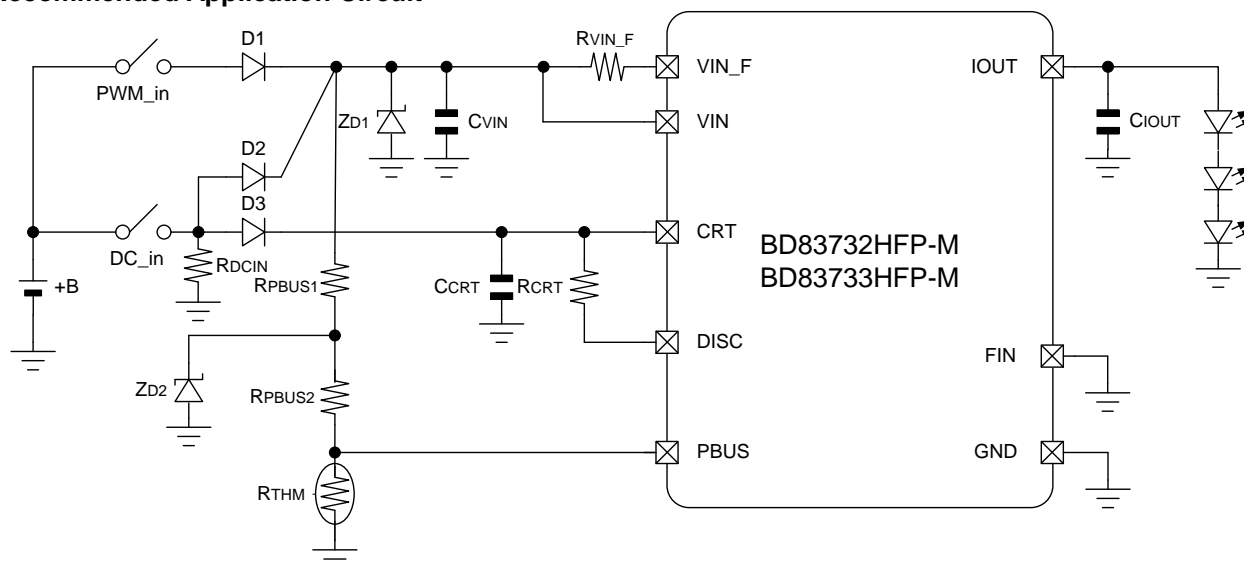 Recommended Application Circuit
D1
PWM_in
D2
D3
DC_in
RDCIN
+B
RPBUS1
ZD2
RPBUS2
RTHM
ZD1
CVIN
RVIN_F
CCRT
RCRT
VIN_F
VIN
CRT
DISC
PBUS
BD83732HFP-M
BD83733HFP-M
IOUT
FIN
GND
CIOUT